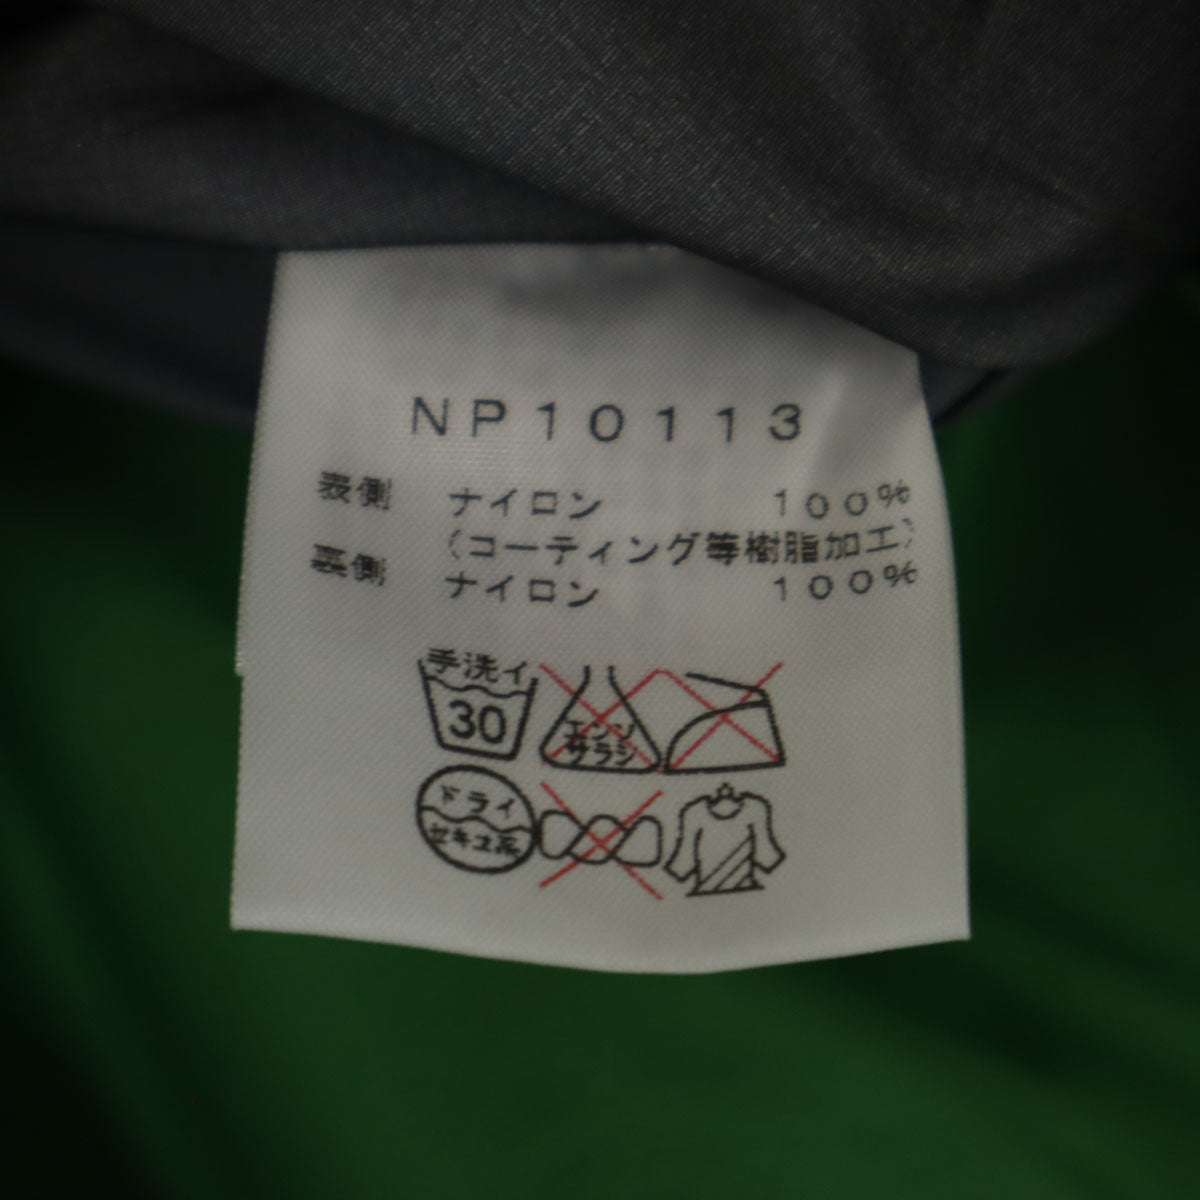 NP10113
表側 ナイロン 100%
(コーティング等樹脂加工)
裏側 ナイロン 100%
手洗イ
30
エンソ
サラシ
ドライ
セキユ系